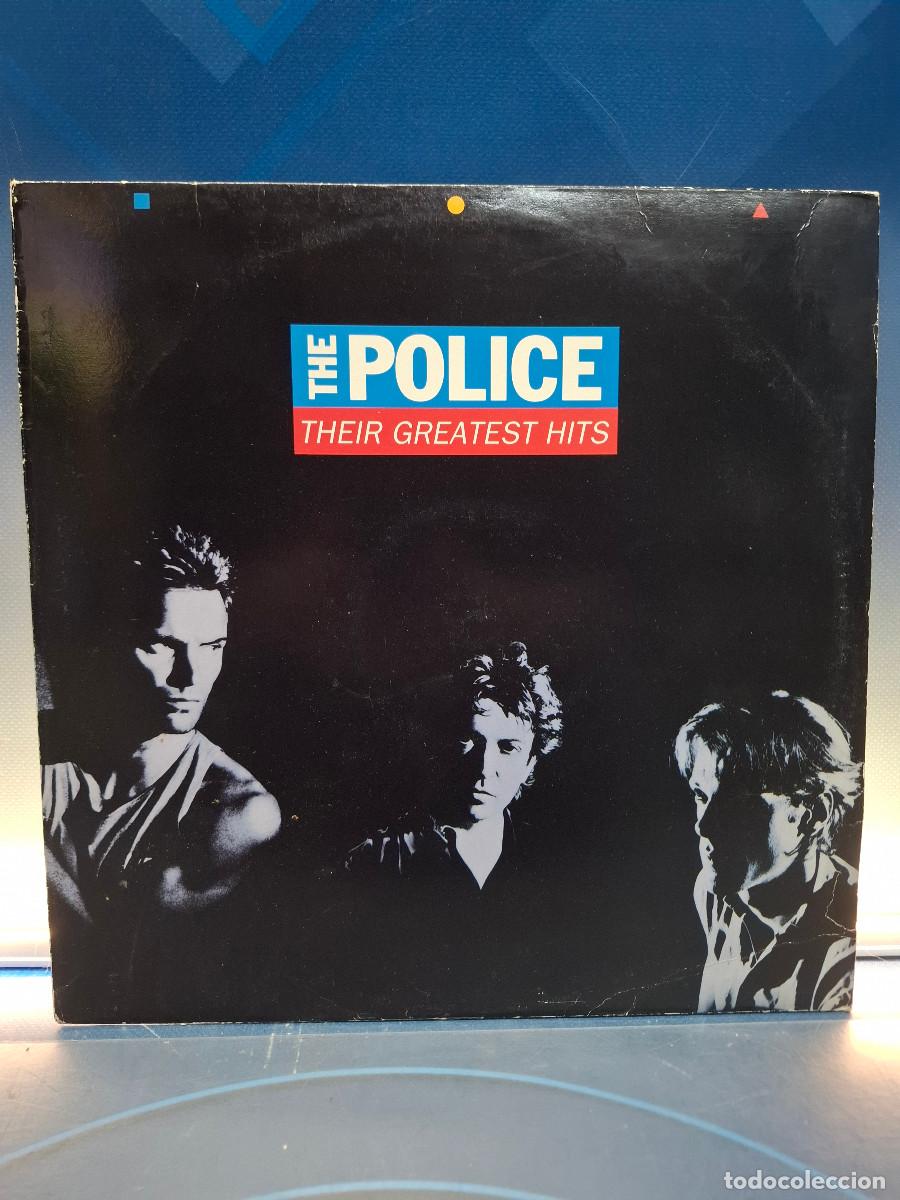 THE POLICE
THEIR GREATEST HITS
todocoleccion